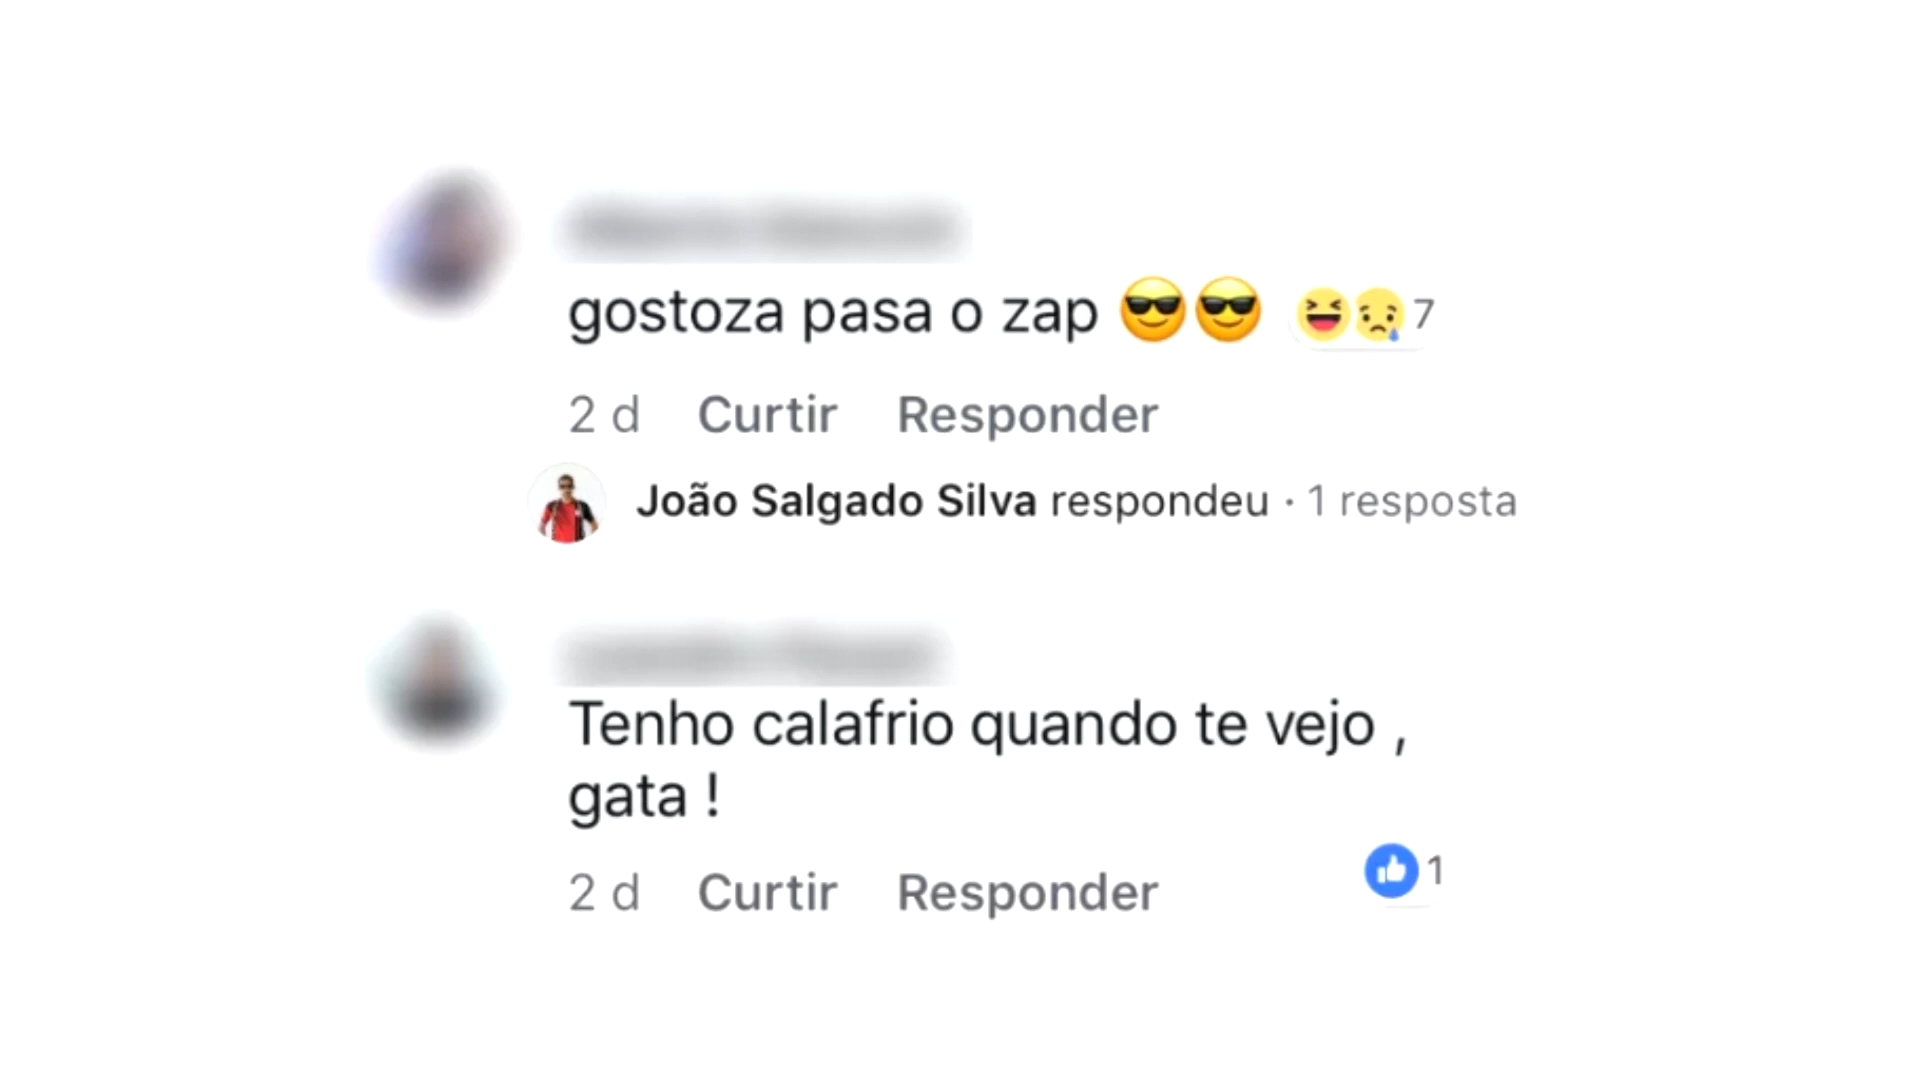 gostoza pasa o zap 😎😎 7
2 d Curtir Responder
João Salgado Silva respondeu · 1 resposta
Tenho calafrio quando te vejo ,
gata !
2 d Curtir Responder 1